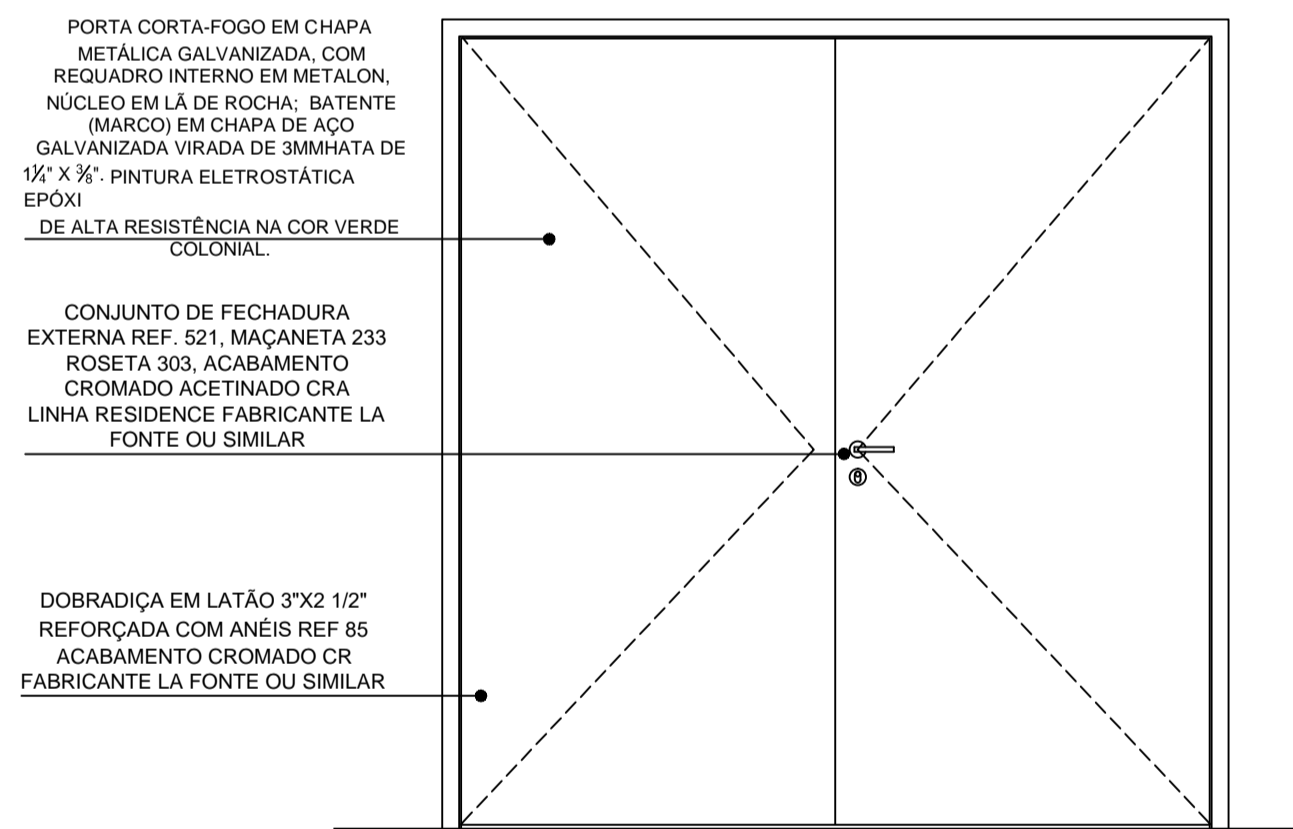 PORTA CORTA-FOGO EM CHAPA
METÁLICA GALVANIZADA, COM
REQUADRO INTERNO EM METALON,
NÚCLEO EM LÃ DE ROCHA; BATENTE
(MARCO) EM CHAPA DE AÇO
GALVANIZADA VIRADA DE 3MMHATA DE
1¼" X ⅜". PINTURA ELETROSTÁTICA
EPÓXI
DE ALTA RESISTÊNCIA NA COR VERDE
COLONIAL.
CONJUNTO DE FECHADURA
EXTERNA REF. 521, MAÇANETA 233
ROSETA 303, ACABAMENTO
CROMADO ACETINADO CRA
LINHA RESIDENCE FABRICANTE LA
FONTE OU SIMILAR
DOBRADIÇA EM LATÃO 3"X2 1/2"
REFORÇADA COM ANÉIS REF 85
ACABAMENTO CROMADO CR
FABRICANTE LA FONTE OU SIMILAR